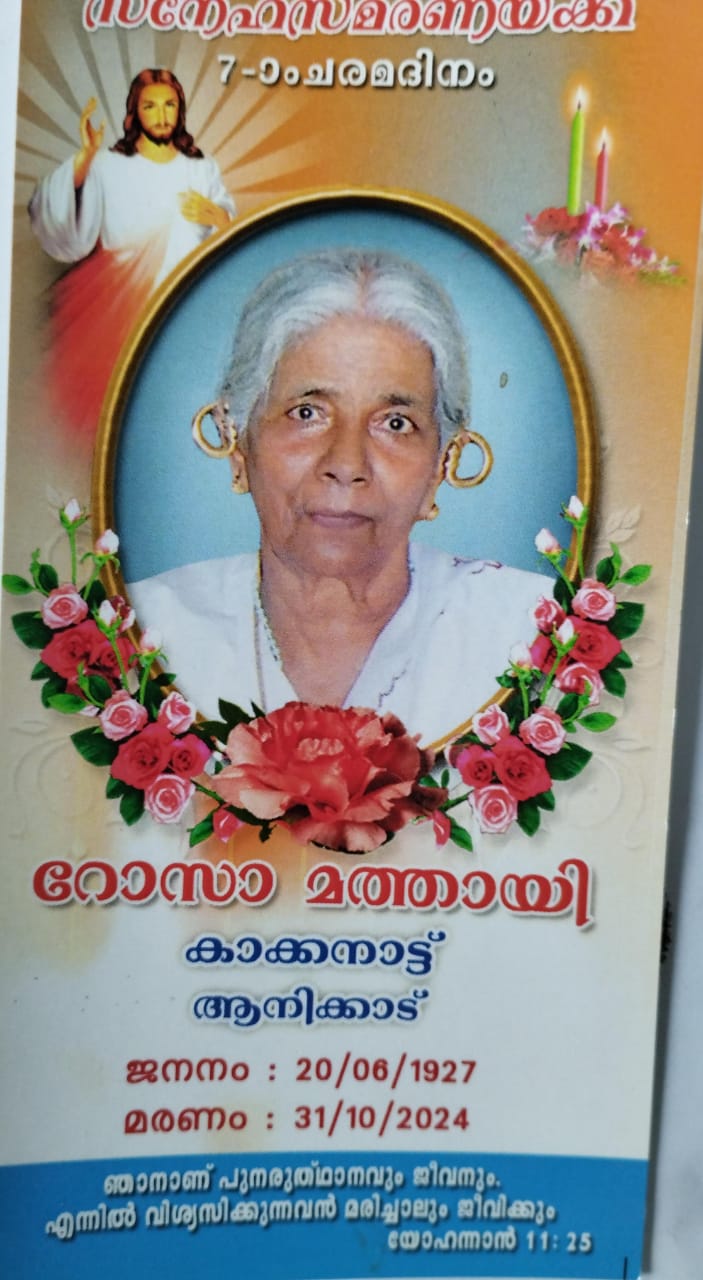 സ്നേഹസ്മരണയ്ക്ക്
7-ാംചരമദിനം
റോസാ മത്തായി
കാക്കനാട്ട്
ആനിക്കാട്
ജനനം : 20/06/1927
മരണം : 31/10/2024
ഞാനാണ് പുനരുത്ഥാനവും ജീവനും.
എന്നിൽ വിശ്വസിക്കുന്നവൻ മരിച്ചാലും ജീവിക്കും
യോഹന്നാൻ 11: 25